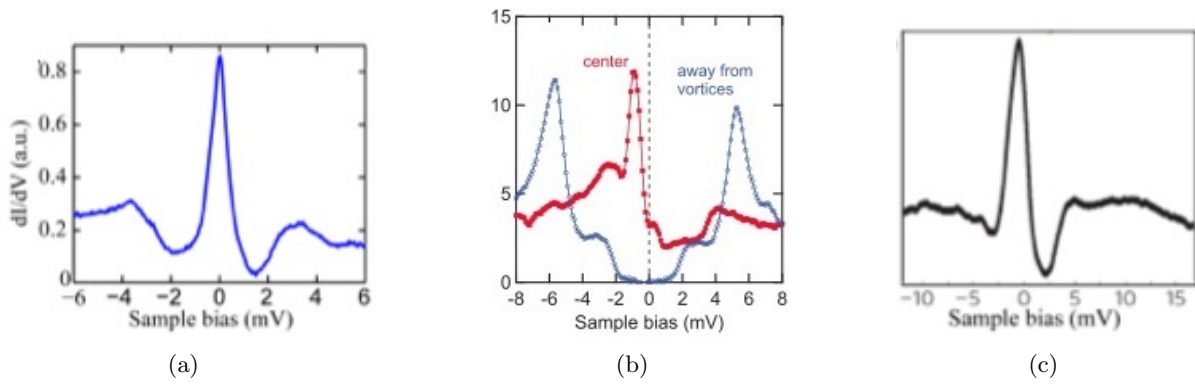 0.8
0.6
0.4
0.2
0
dI/dV (a.u.)
−6 −4 −2 0 2 4 6
Sample bias (mV)
(a)
15
10
5
0
center
away from
vortices
-8 -6 -4 -2 0 2 4 6 8
Sample bias (mV)
(b)
-10 -5 0 5 10 15
Sample bias (mV)
(c)